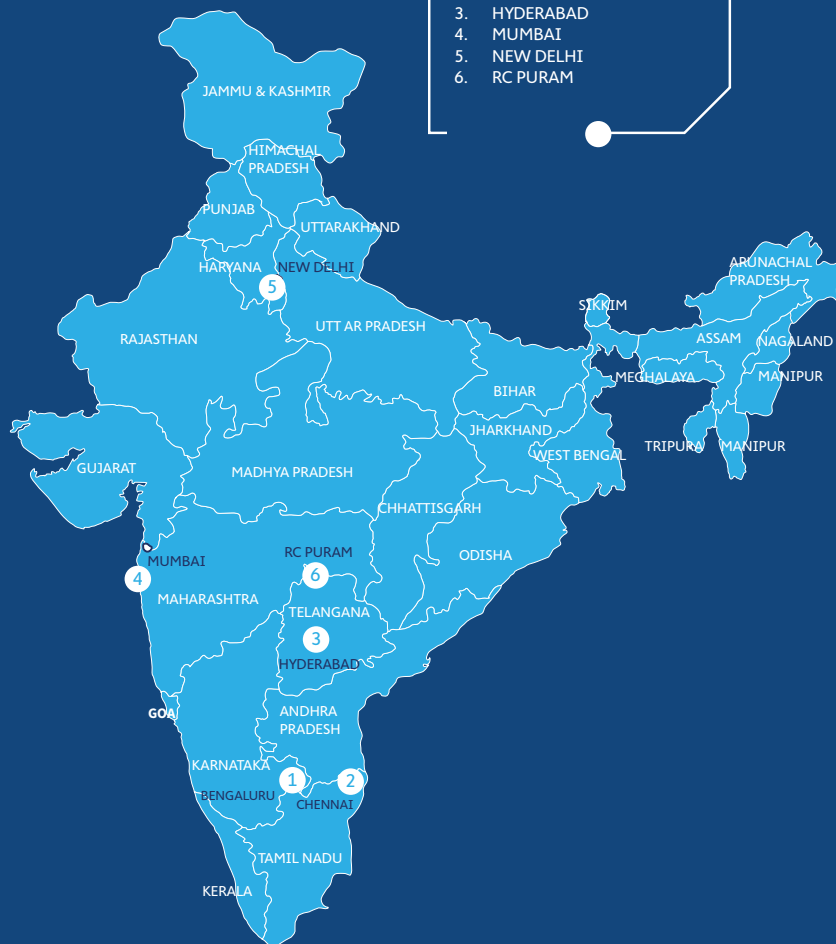 3. HYDERABAD
4. MUMBAI
5. NEW DELHI
6. RC PURAM
JAMMU & KASHMIR
HIMACHAL
PRADESH
PUNJAB
UTTARAKHAND
HARYANA
NEW DELHI
5
ARUNACHAL
PRADESH
SIKKIM
RAJASTHAN
UTT AR PRADESH
ASSAM
NAGALAND
MEGHALAYA
MANIPUR
BIHAR
JHARKHAND
TRIPURA
MANIPUR
WEST BENGAL
GUJARAT
MADHYA PRADESH
CHHATTISGARH
RC PURAM
ODISHA
MUMBAI
4
6
MAHARASHTRA
TELANGANA
3
HYDERABAD
GOA
ANDHRA
PRADESH
KARNATAKA
1
2
BENGALURU
CHENNAI
TAMIL NADU
KERALA